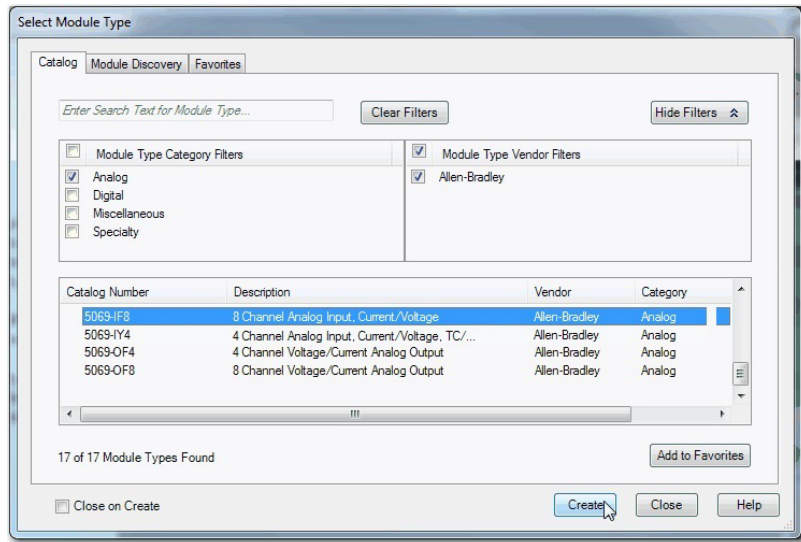 Select Module Type
Catalog Module Discovery Favorites
Enter Search Text for Module Type...
Clear Filters
Hide Filters
Module Type Category Filters
Analog
Digital
Miscellaneous
Specialty
Module Type Vendor Filters
Allen-Bradley
Catalog Number Description Vendor Category
5069-IF8 8 Channel Analog Input, Current/Voltage Allen-Bradley Analog
5069-IY4 4 Channel Analog Input, Current/Voltage, TC/... Allen-Bradley Analog
5069-OF4 4 Channel Voltage/Current Analog Output Allen-Bradley Analog
5069-OF8 8 Channel Voltage/Current Analog Output Allen-Bradley Analog
17 of 17 Module Types Found
Add to Favorites
Close on Create
Create Close Help